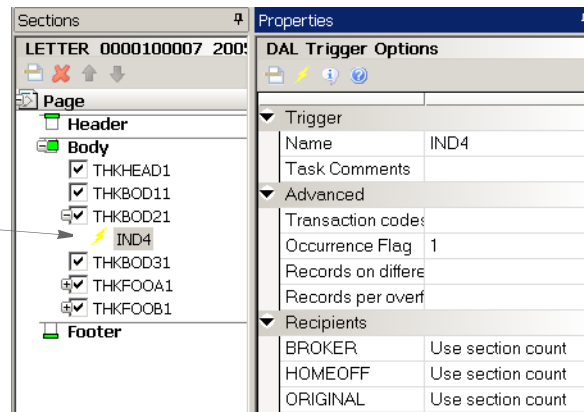 Sections
LETTER 0000100007 200
Page
Header
Body
THKHEAD1
THKBOD11
THKBOD21
IND4
THKBOD31
THKFOOA1
THKFOOB1
Footer
Properties
DAL Trigger Options
Trigger
Name IND4
Task Comments
Advanced
Transaction codes
Occurrence Flag 1
Records on differe
Records per overf
Recipients
BROKER Use section count
HOMEOFF Use section count
ORIGINAL Use section count